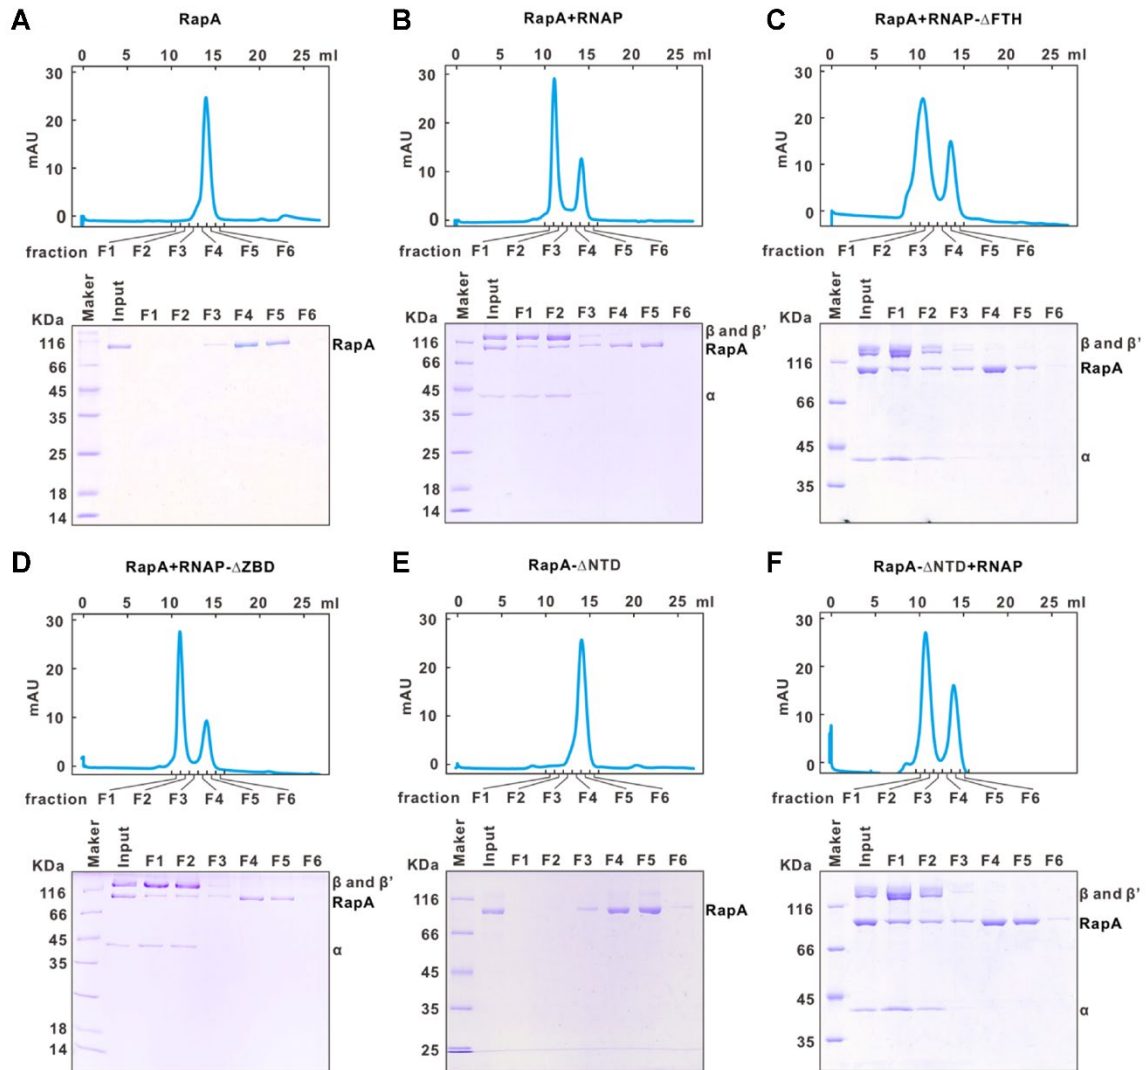 A
RapA
0 5 10 15 20 25 ml
30
20
10
0
mAU
fraction F1 F2 F3 F4 F5 F6
KDa Maker Input F1 F2 F3 F4 F5 F6
116
66
45
35
25
18
14
RapA
B
RapA+RNAP
0 5 10 15 20 25 ml
30
20
10
0
mAU
fraction F1 F2 F3 F4 F5 F6
KDa Maker Input F1 F2 F3 F4 F5 F6
116
66
45
35
25
18
14
β and β’
RapA
α
C
RapA+RNAP-ΔFTH
0 5 10 15 20 25 ml
30
20
10
0
mAU
fraction F1 F2 F3 F4 F5 F6
KDa Maker Input F1 F2 F3 F4 F5 F6
116
66
45
35
β and β’
RapA
α
D
RapA+RNAP-ΔZBD
0 5 10 15 20 25 ml
30
20
10
0
mAU
fraction F1 F2 F3 F4 F5 F6
KDa Maker Input F1 F2 F3 F4 F5 F6
116
66
45
35
18
14
β and β’
RapA
α
E
RapA-ΔNTD
0 5 10 15 20 25 ml
30
20
10
0
mAU
fraction F1 F2 F3 F4 F5 F6
KDa Maker Input F1 F2 F3 F4 F5 F6
116
66
45
35
25
RapA
F
RapA-ΔNTD+RNAP
0 5 10 15 20 25 ml
30
20
10
0
mAU
fraction F1 F2 F3 F4 F5 F6
KDa Maker Input F1 F2 F3 F4 F5 F6
116
66
45
35
β and β’
RapA
α